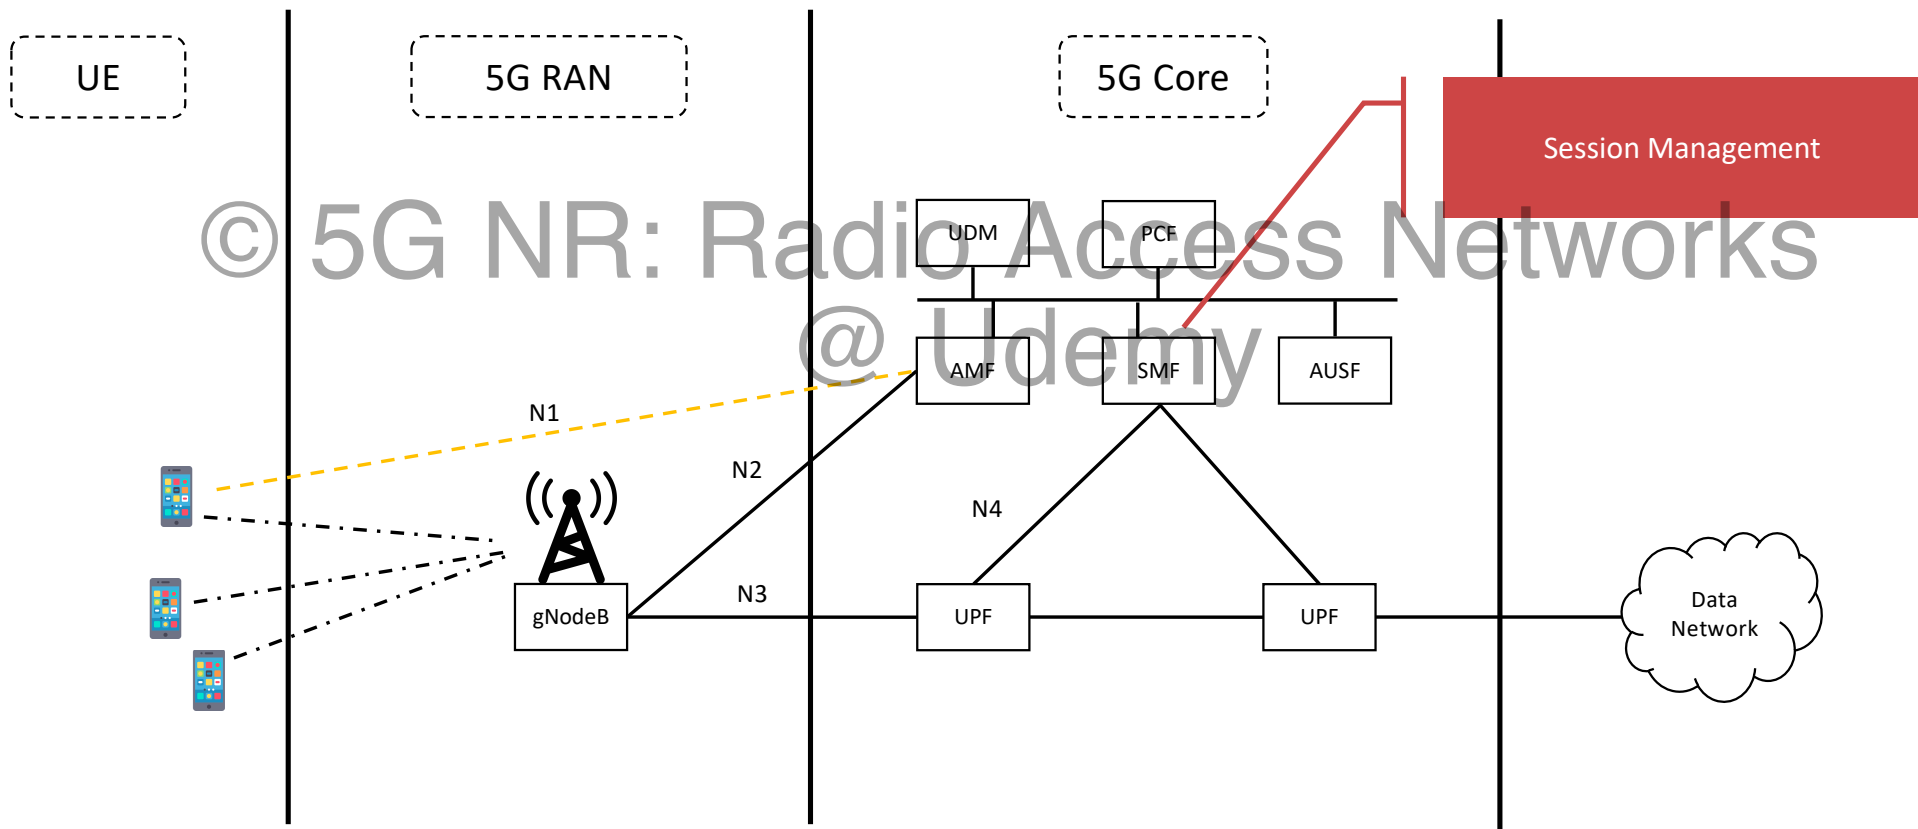 UE
5G RAN
5G Core
Session Management
© 5G NR: Radio Access Networks
@ Udemy
UDM
PCF
AMF
SMF
AUSF
N1
N2
N4
N3
gNodeB
UPF
UPF
Data
Network